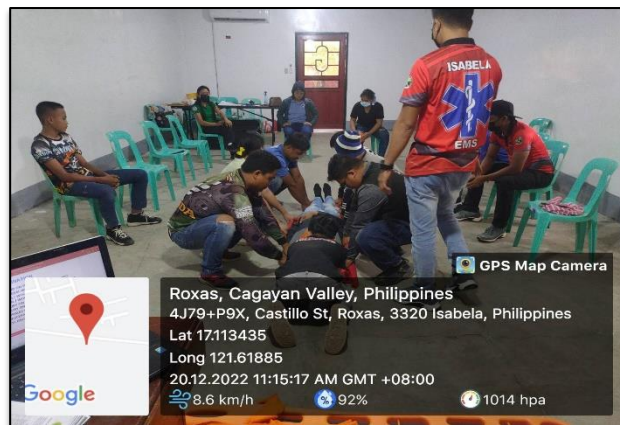 ISABELA
EMS
GPS Map Camera
Roxas, Cagayan Valley, Philippines
4J79+P9X, Castillo St, Roxas, 3320 Isabela, Philippines
Lat 17.113435
Long 121.61885
20.12.2022 11:15:17 AM GMT +08:00
8.6 km/h
92%
1014 hpa
Google